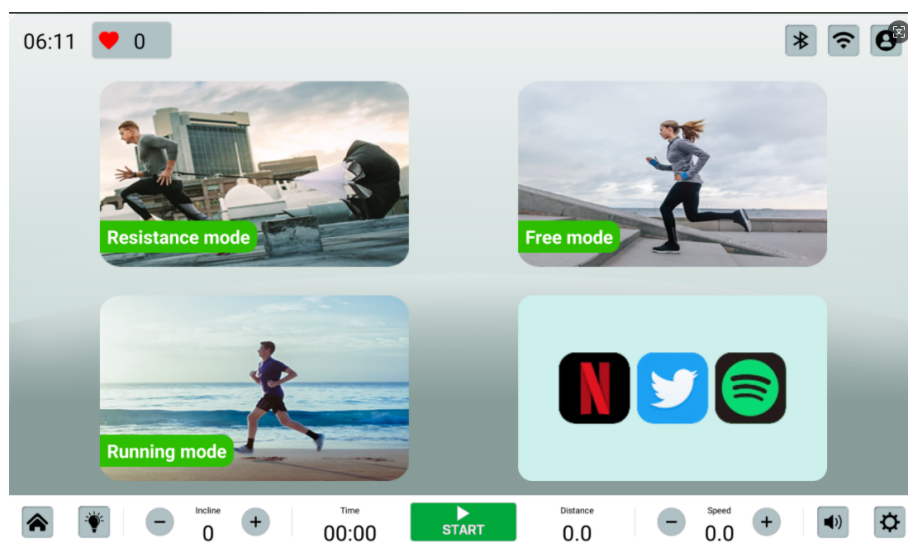 06:11
0
Resistance mode
Free mode
Running mode
N
Incline
0
Time
00:00
START
Distance
0.0
Speed
0.0